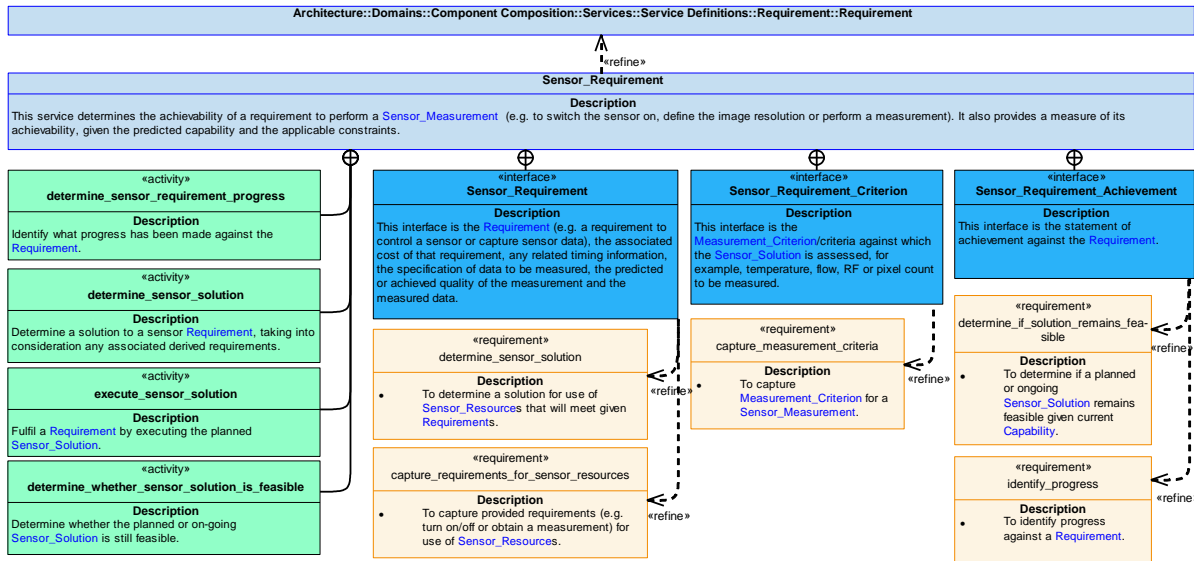 Architecture::Domains::Component Composition::Services::Service Definitions::Requirement::Requirement
«refine»
Sensor_Requirement
Description
This service determines the achievability of a requirement to perform a Sensor_Measurement (e.g. to switch the sensor on, define the image resolution or perform a measurement). It also provides a measure of its
achievability, given the predicted capability and the applicable constraints.
«activity»
determine_sensor_requirement_progress
Description
Identify what progress has been made against the
Requirement.
«activity»
determine_sensor_solution
Description
Determine a solution to a sensor Requirement, taking into
consideration any associated derived requirements.
«activity»
execute_sensor_solution
Description
Fulfil a Requirement by executing the planned
Sensor_Solution.
«activity»
determine_whether_sensor_solution_is_feasible
Description
Determine whether the planned or on-going
Sensor_Solution is still feasible.
«interface»
Sensor_Requirement
Description
This interface is the Requirement (e.g. a requirement to
control a sensor or capture sensor data), the associated
cost of that requirement, any related timing information,
the specification of data to be measured, the predicted
or achieved quality of the measurement and the
measured data.
«requirement»
determine_sensor_solution
Description
• To determine a solution for use of
Sensor_Resources that will meet given
Requirements.
«refine»
«requirement»
capture_requirements_for_sensor_resources
Description
• To capture provided requirements (e.g.
turn on/off or obtain a measurement) for
use of Sensor_Resources.
«refine»
«interface»
Sensor_Requirement_Criterion
Description
This interface is the
Measurement_Criterion/criteria against which
the Sensor_Solution is assessed, for
example, temperature, flow, RF or pixel count
to be measured.
«requirement»
capture_measurement_criteria
Description
• To capture
Measurement_Criterion for a
Sensor_Measurement.
«refine»
«interface»
Sensor_Requirement_Achievement
Description
This interface is the statement of
achievement against the Requirement.
«requirement»
determine_if_solution_remains_fea-
sible
Description
• To determine if a planned
or ongoing
Sensor_Solution remains
feasible given current
Capability.
«refine»
«requirement»
identify_progress
Description
• To identify progress
against a Requirement.
«refine»